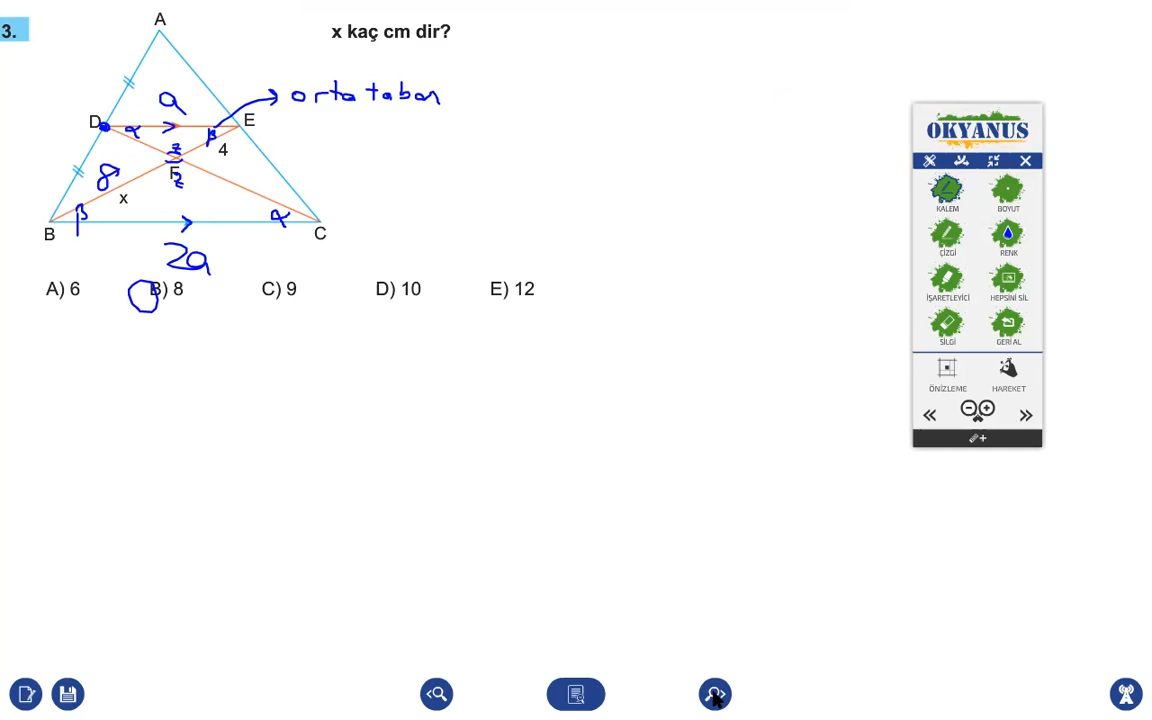 3.
x kaç cm dir?
A
a
orta taban
D
E
α
β
4
z
F
z
8
x
β
α
B
C
2a
A) 6 B) 8 C) 9 D) 10 E) 12
OKYANUS
KALEM BOYUT
ÇİZGİ RENK
İŞARETLEYİCİ HEPSİNİ SİL
SİLGİ GERİ AL
ÖNİZLEME HAREKET